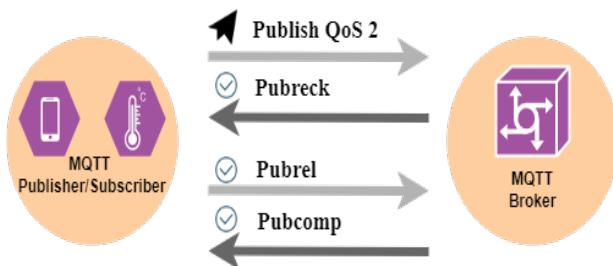 Publish QoS 2
Pubreck
°C
MQTT
Publisher/Subscriber
Pubrel
MQTT
Broker
Pubcomp